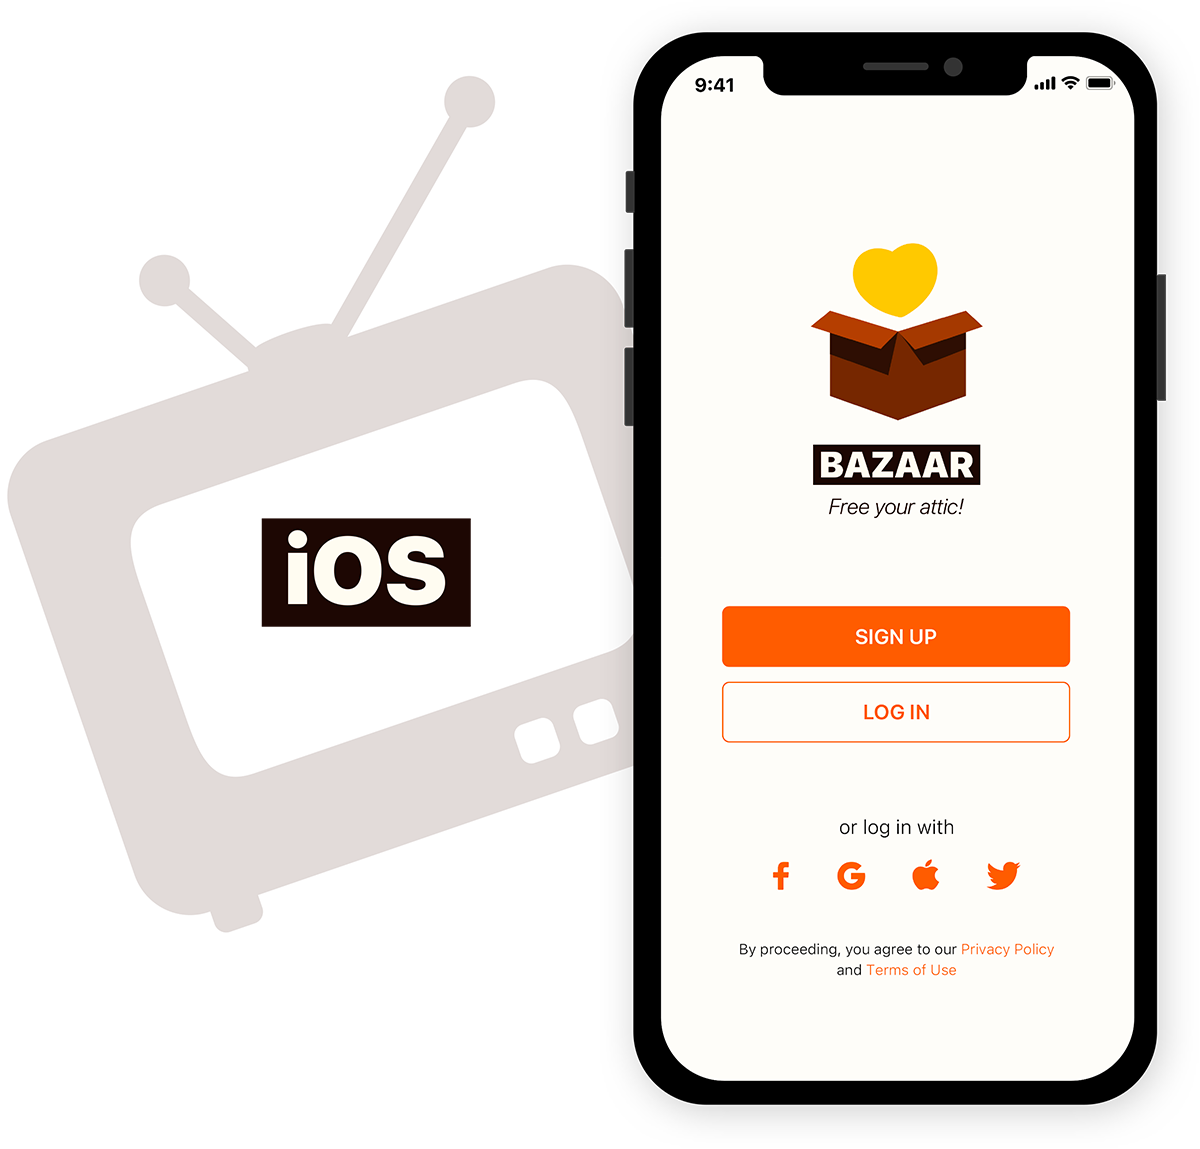 iOS
9:41
BAZAAR
Free your attic!
SIGN UP
LOG IN
or log in with
By proceeding, you agree to our Privacy Policy
and Terms of Use